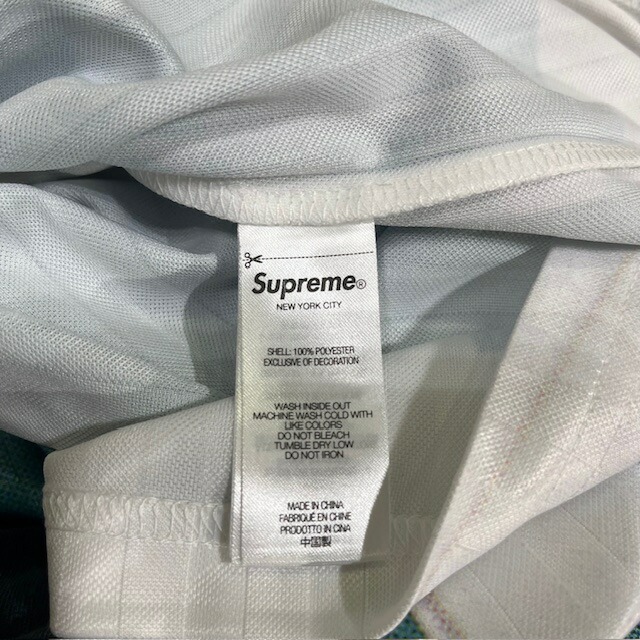 Supreme®
NEW YORK CITY
SHELL: 100% POLYESTER
EXCLUSIVE OF DECORATION
WASH INSIDE OUT
MACHINE WASH COLD WITH
LIKE COLORS
DO NOT BLEACH
TUMBLE DRY LOW
DO NOT IRON
MADE IN CHINA
FABRIQUÉ EN CHINE
PRODOTTO IN CINA
中国製